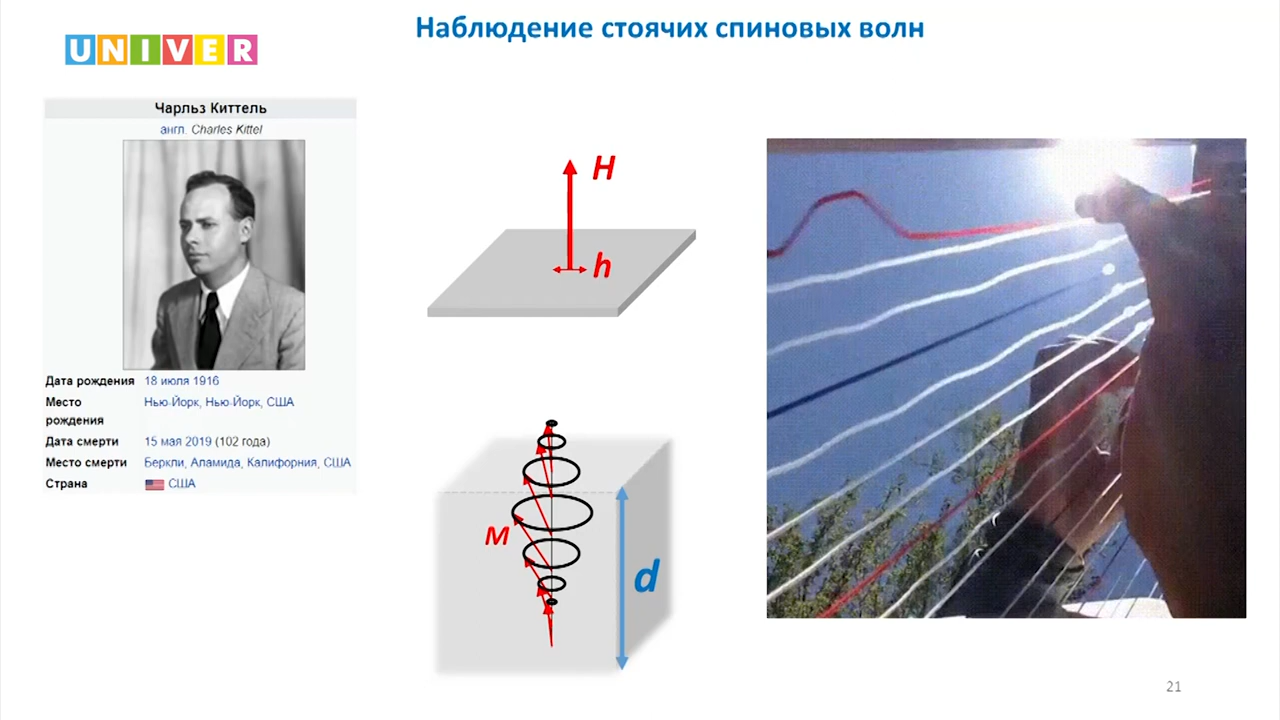 Наблюдение стоячих спиновых волн
UNIVER
Чарльз Киттель
англ. Charles Kittel
Дата рождения 18 июля 1916
Место рождения Нью-Йорк, Нью-Йорк, США
Дата смерти 15 мая 2019 (102 года)
Место смерти Беркли, Аламида, Калифорния, США
Страна США
H
h
M
d
21